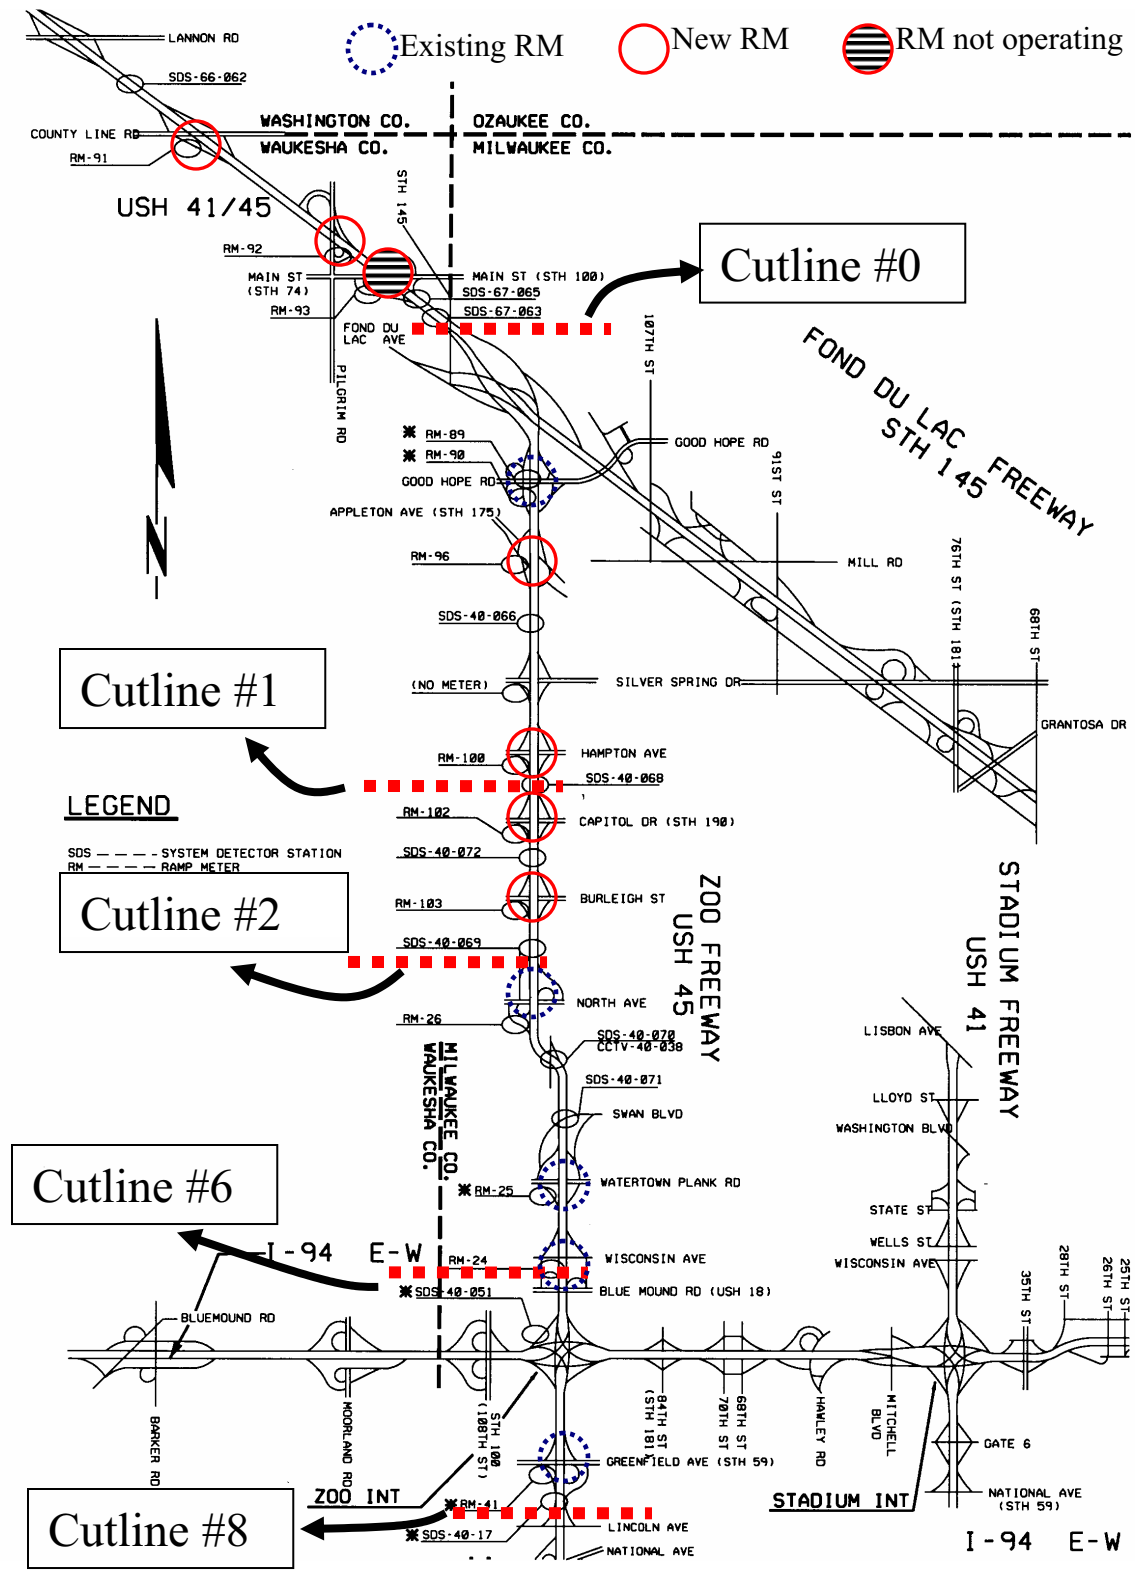 LANNON RD
Existing RM
New RM
RM not operating
SDS-66-062
WASHINGTON CO.
OZAUKEE CO.
COUNTY LINE RD
WAUKESHA CO.
MILWAUKEE CO.
RM-91
STH 145
USH 41/45
RM-92
MAIN ST
(STH 74)
MAIN ST (STH 100)
Cutline #0
SDS-67-065
RM-93
SDS-67-063
FOND DU
LAC AVE
107TH ST
PILGRIM RD
FOND DU LAC FREEWAY
STH 145
※ RM-89
※ RM-90
GOOD HOPE RD
GOOD HOPE RD
91ST ST
APPLETON AVE (STH 175)
N
RM-96
MILL RD
76TH ST (STH 181)
68TH ST
SDS-40-066
Cutline #1
(NO METER)
SILVER SPRING DR
GRANTOSA DR
RM-100
HAMPTON AVE
SDS-40-068
LEGEND
RM-102
CAPITOL DR (STH 190)
SDS — — — — SYSTEM DETECTOR STATION
RM — — — — RAMP METER
SDS-40-072
Cutline #2
RM-103
BURLEIGH ST
ZOO FREEWAY
USH 45
STADIUM FREEWAY
USH 41
SDS-40-069
NORTH AVE
RM-26
SDS-40-070
CCTV-40-038
LISBON AVE
MILWAUKEE CO.
WAUKESHA CO.
SDS-40-071
SWAN BLVD
LLOYD ST
WASHINGTON BLVD
Cutline #6
※ RM-25
WATERTOWN PLANK RD
STATE ST
I-94 E-W
RM-24
WISCONSIN AVE
WELLS ST
WISCONSIN AVE
※ SDS-40-051
BLUE MOUND RD (USH 18)
35TH ST
28TH ST
26TH ST
25TH ST
BLUEMOUND RD
BARKER RD
MOORLAND RD
STH 100
(108TH ST)
84TH ST
(STH 181)
70TH ST
68TH ST
HAWLEY RD
MITCHELL
BLVD
GATE 6
GREENFIELD AVE (STH 59)
ZOO INT
STADIUM INT
NATIONAL AVE
(STH 59)
※ RM-41
Cutline #8
※ SDS-40-17
LINCOLN AVE
NATIONAL AVE
I-94 E-W